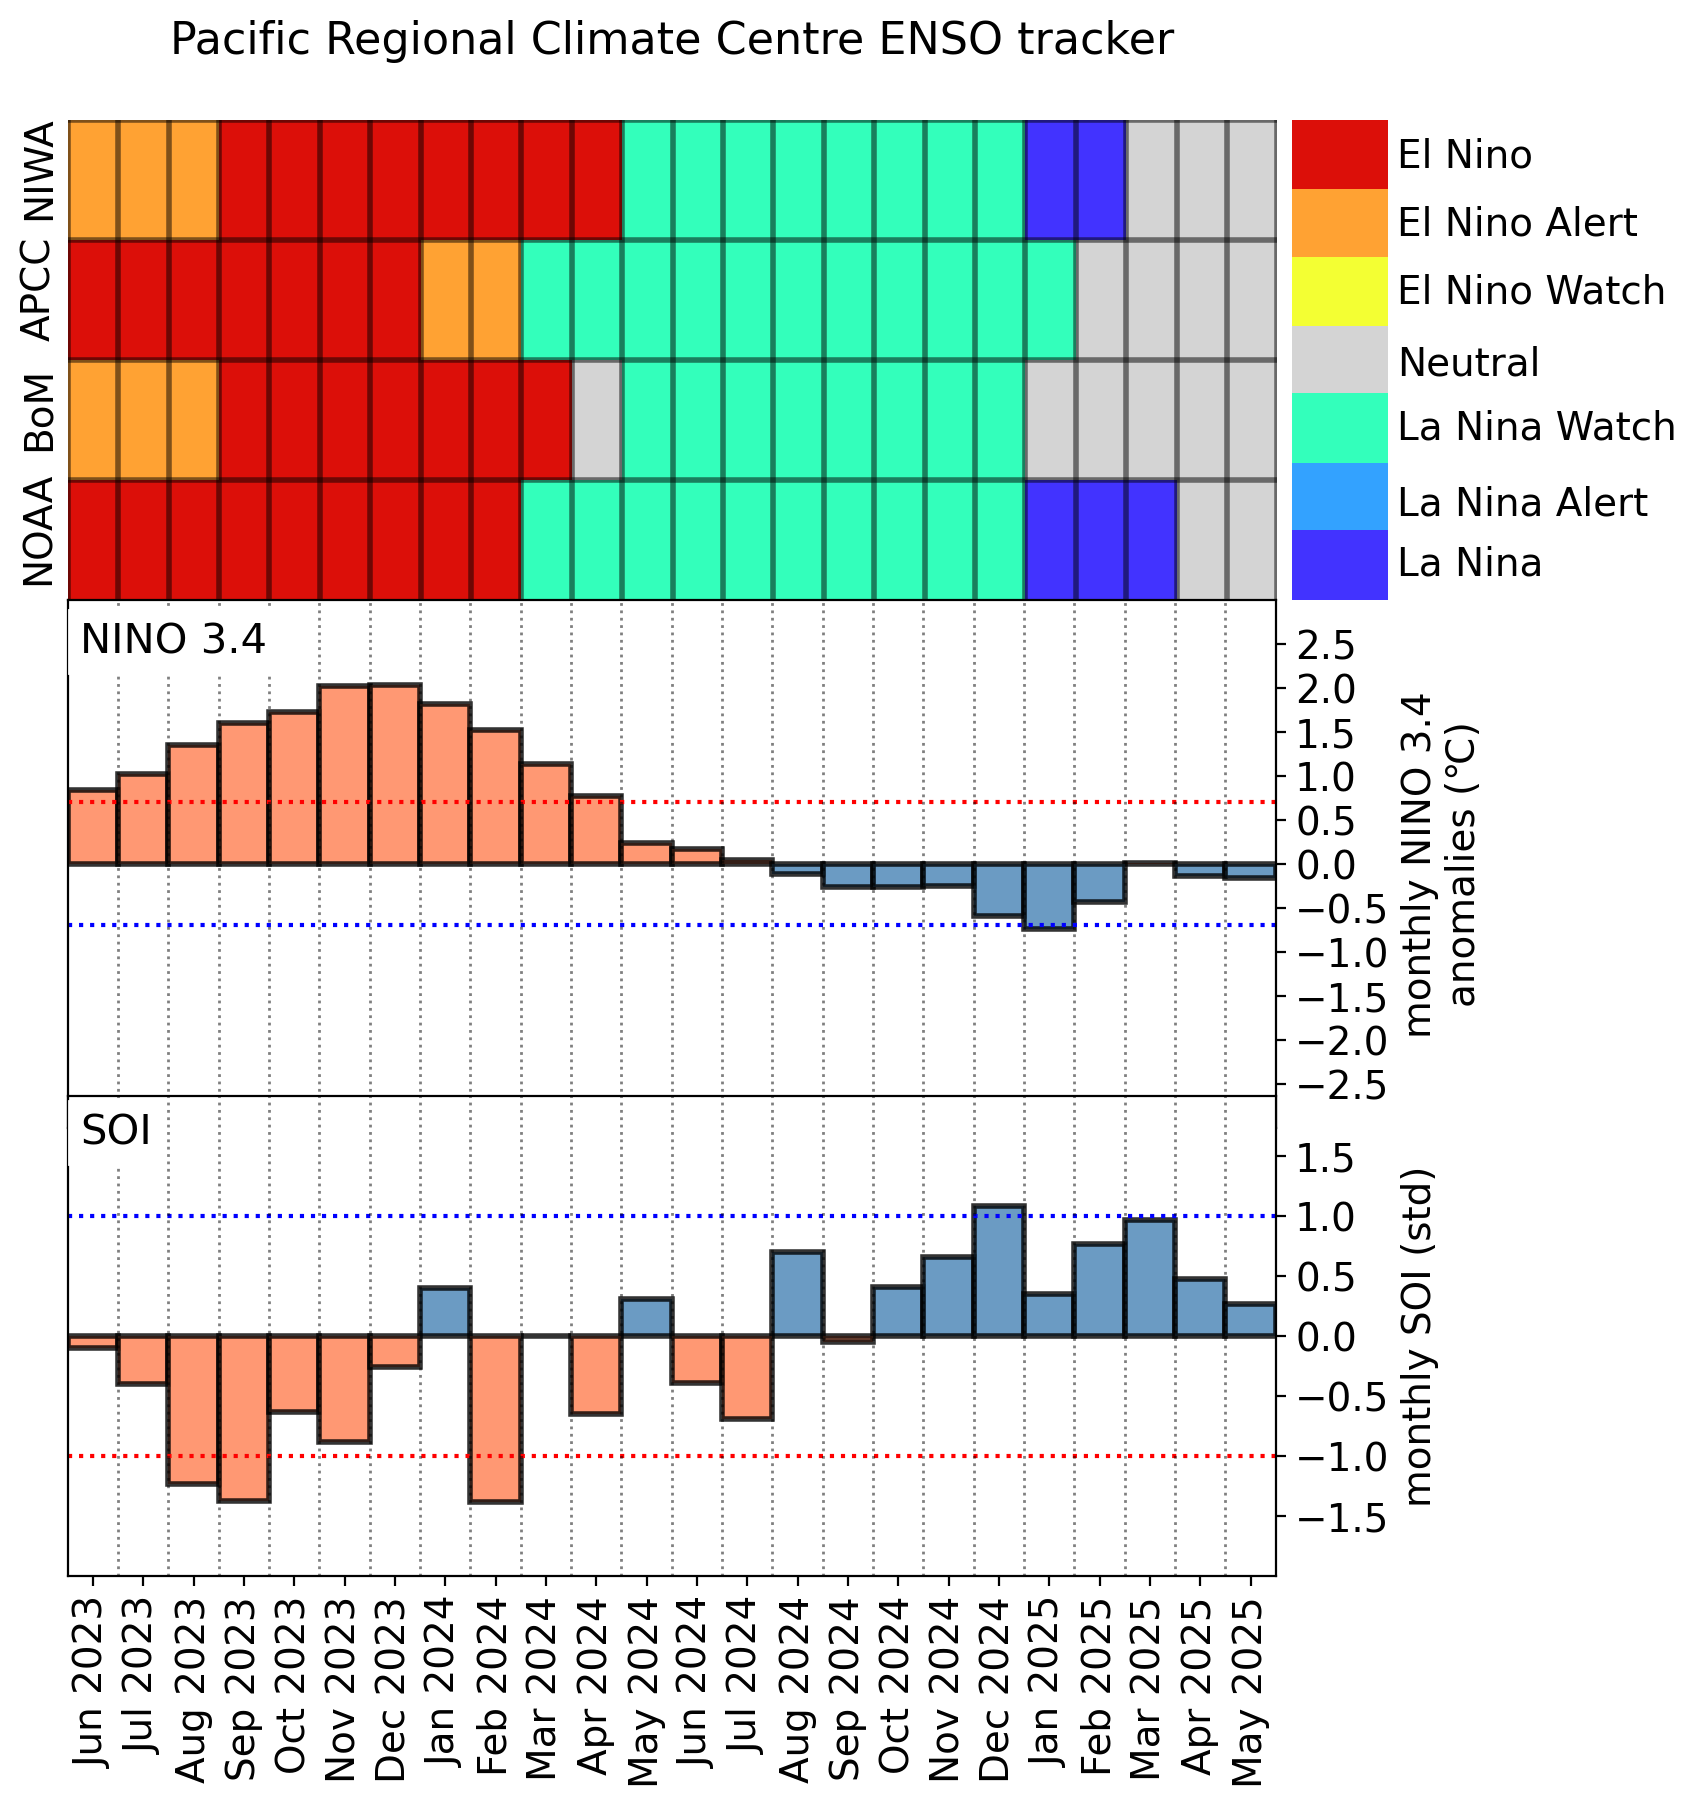 Pacific Regional Climate Centre ENSO tracker
NIWA
APCC
BoM
NOAA
El Nino
El Nino Alert
El Nino Watch
Neutral
La Nina Watch
La Nina Alert
La Nina
NINO 3.4
2.5
2.0
1.5
1.0
0.5
0.0
−0.5
−1.0
−1.5
−2.0
−2.5
monthly NINO 3.4
anomalies (°C)
SOI
1.5
1.0
0.5
0.0
−0.5
−1.0
−1.5
monthly SOI (std)
Jun 2023
Jul 2023
Aug 2023
Sep 2023
Oct 2023
Nov 2023
Dec 2023
Jan 2024
Feb 2024
Mar 2024
Apr 2024
May 2024
Jun 2024
Jul 2024
Aug 2024
Sep 2024
Oct 2024
Nov 2024
Dec 2024
Jan 2025
Feb 2025
Mar 2025
Apr 2025
May 2025